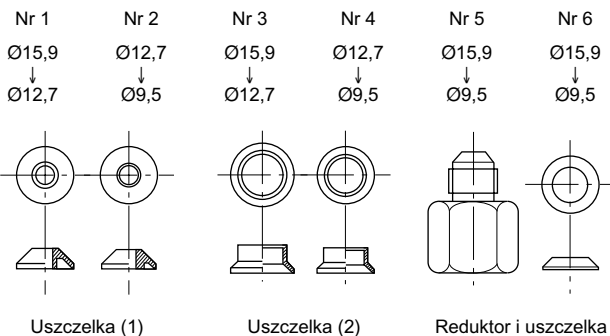 Nr 1 Nr 2 Nr 3 Nr 4 Nr 5 Nr 6
Ø15,9 Ø12,7 Ø15,9 Ø12,7 Ø15,9 Ø15,9
↓ ↓ ↓ ↓ ↓ ↓
Ø12,7 Ø9,5 Ø12,7 Ø9,5 Ø9,5 Ø9,5
Uszczelka (1) Uszczelka (2) Reduktor i uszczelka